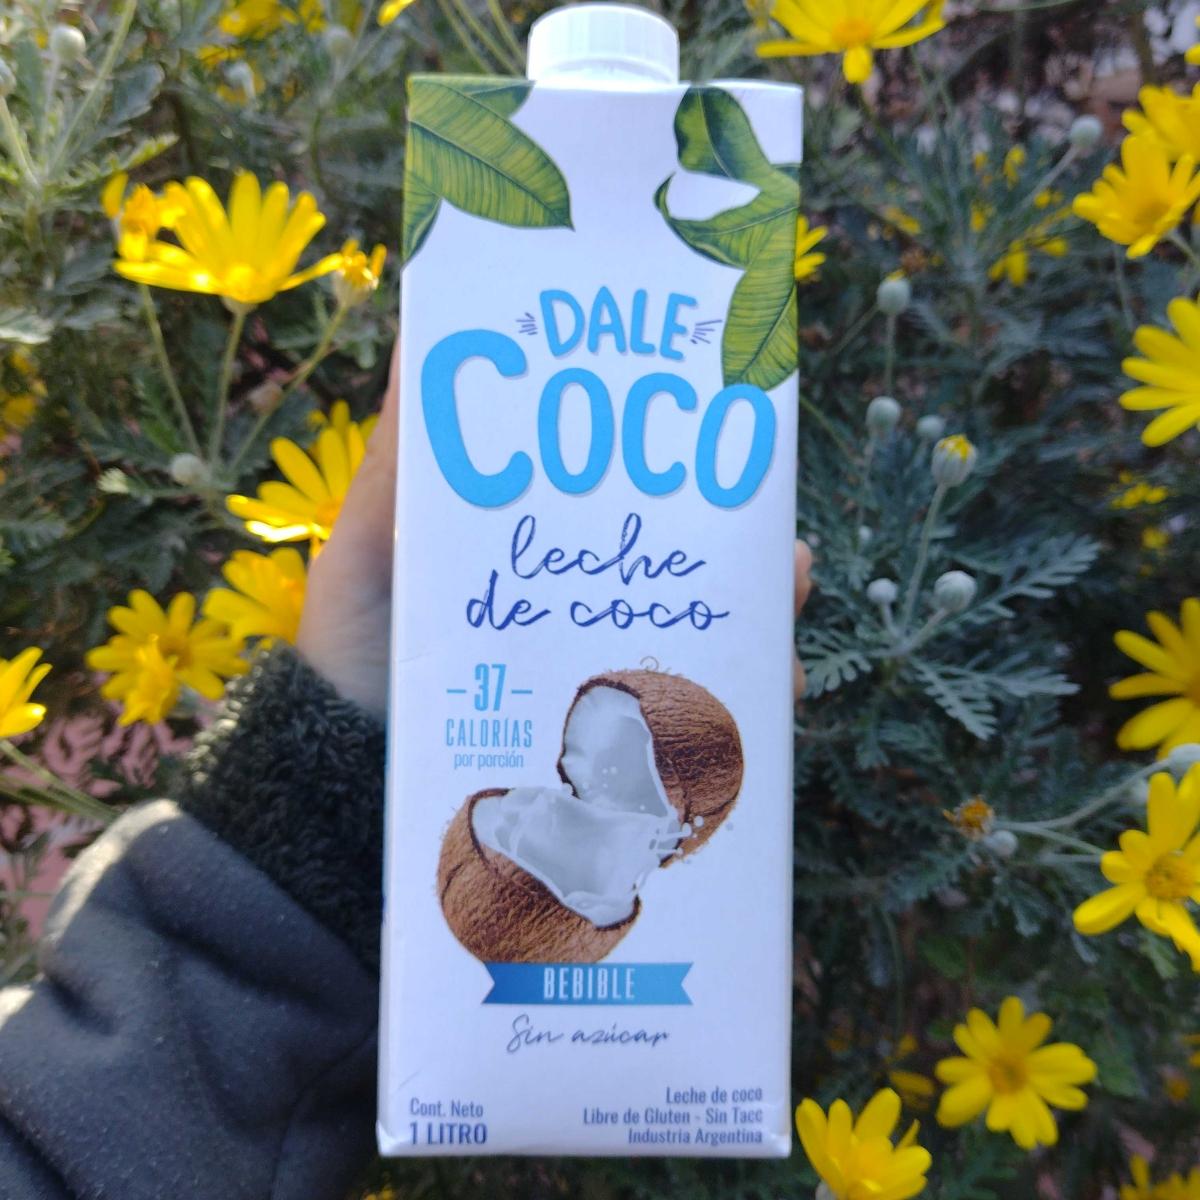 DALE
COCO
leche
de coco
37
CALORÍAS
por porción
BEBIBLE
Sin azúcar
Cont. Neto
1 LITRO
Leche de coco
Libre de Gluten - Sin Tacc
Industria Argentina